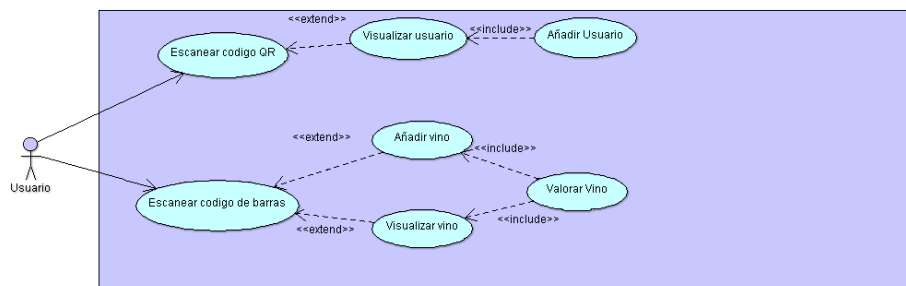 <<extend>>
Escanear codigo QR
Visualizar usuario
<<include>>
Añadir Usuario
Usuario
<<extend>>
Añadir vino
<<include>>
Escanear codigo de barras
Valorar Vino
<<extend>>
Visualizar vino
<<include>>